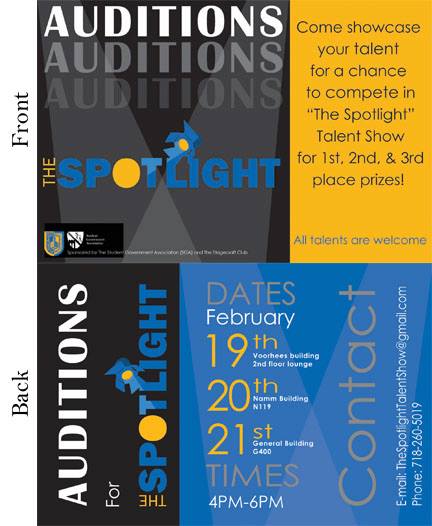 Front
AUDITIONS
AUDITIONS
AUDITIONS
THE SPOTLIGHT
Student
Government
Association
Sponsored by The Student Government Association (SGA) and The Stagecraft Club
Come showcase
your talent
for a chance
to compete in
“The Spotlight”
Talent Show
for 1st, 2nd, & 3rd
place prizes!
All talents are welcome
Back
AUDITIONS
For
THE SPOTLIGHT
DATES
February
19th
Voorhees building
2nd floor lounge
20th
Namm Building
N119
21st
General Building
G400
TIMES
4PM-6PM
Contact
E-mail: TheSpotlightTalentShow@gmail.com
Phone: 718-260-5019